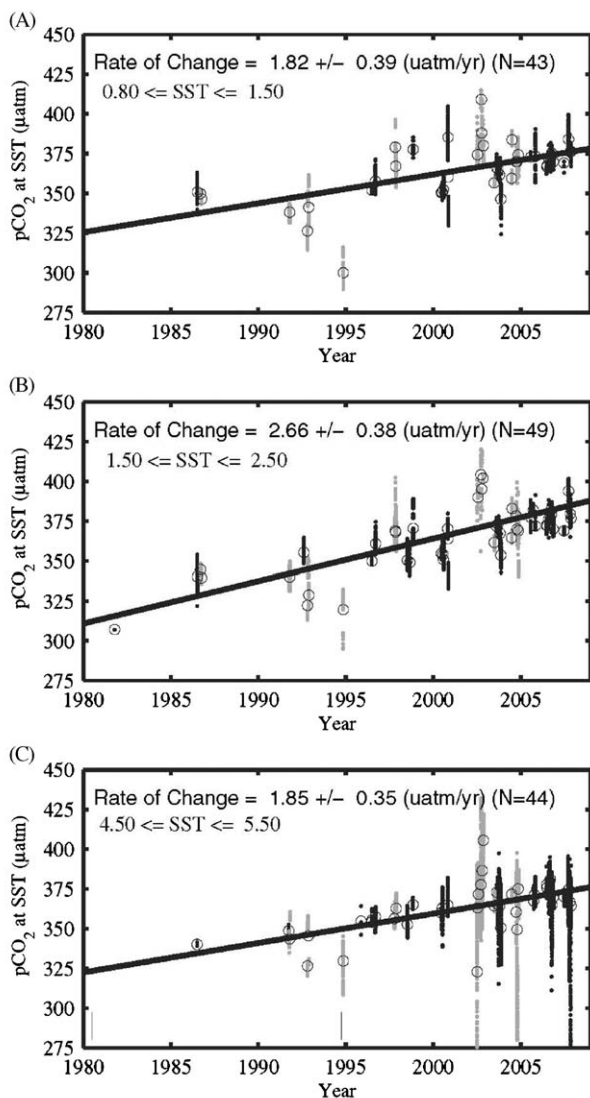 (A)
450
Rate of Change = 1.82 +/− 0.39 (uatm/yr) (N=43)
0.80 <= SST <= 1.50
425
400
375
350
325
300
275
pCO2 at SST (µatm)
1980 1985 1990 1995 2000 2005
Year
(B)
450
Rate of Change = 2.66 +/− 0.38 (uatm/yr) (N=49)
1.50 <= SST <= 2.50
425
400
375
350
325
300
275
pCO2 at SST (µatm)
1980 1985 1990 1995 2000 2005
Year
(C)
450
Rate of Change = 1.85 +/− 0.35 (uatm/yr) (N=44)
4.50 <= SST <= 5.50
425
400
375
350
325
300
275
pCO2 at SST (µatm)
1980 1985 1990 1995 2000 2005
Year